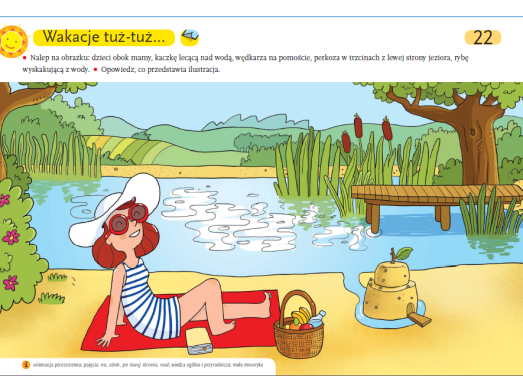 Wakacje tuż-tuż...
22
• Nalep na obrazku: dzieci obok mamy, kaczkę lecącą nad wodą, wędkarza na pomoście, perkoza w trzcinach z lewej strony jeziora, rybę
wyskakującą z wody. • Opowiedz, co przedstawia ilustracja.
orientacja przestrzenna; pojęcia: na, obok, po lewej stronie, nad; wiedza ogólna i przyrodnicza; mała motoryka